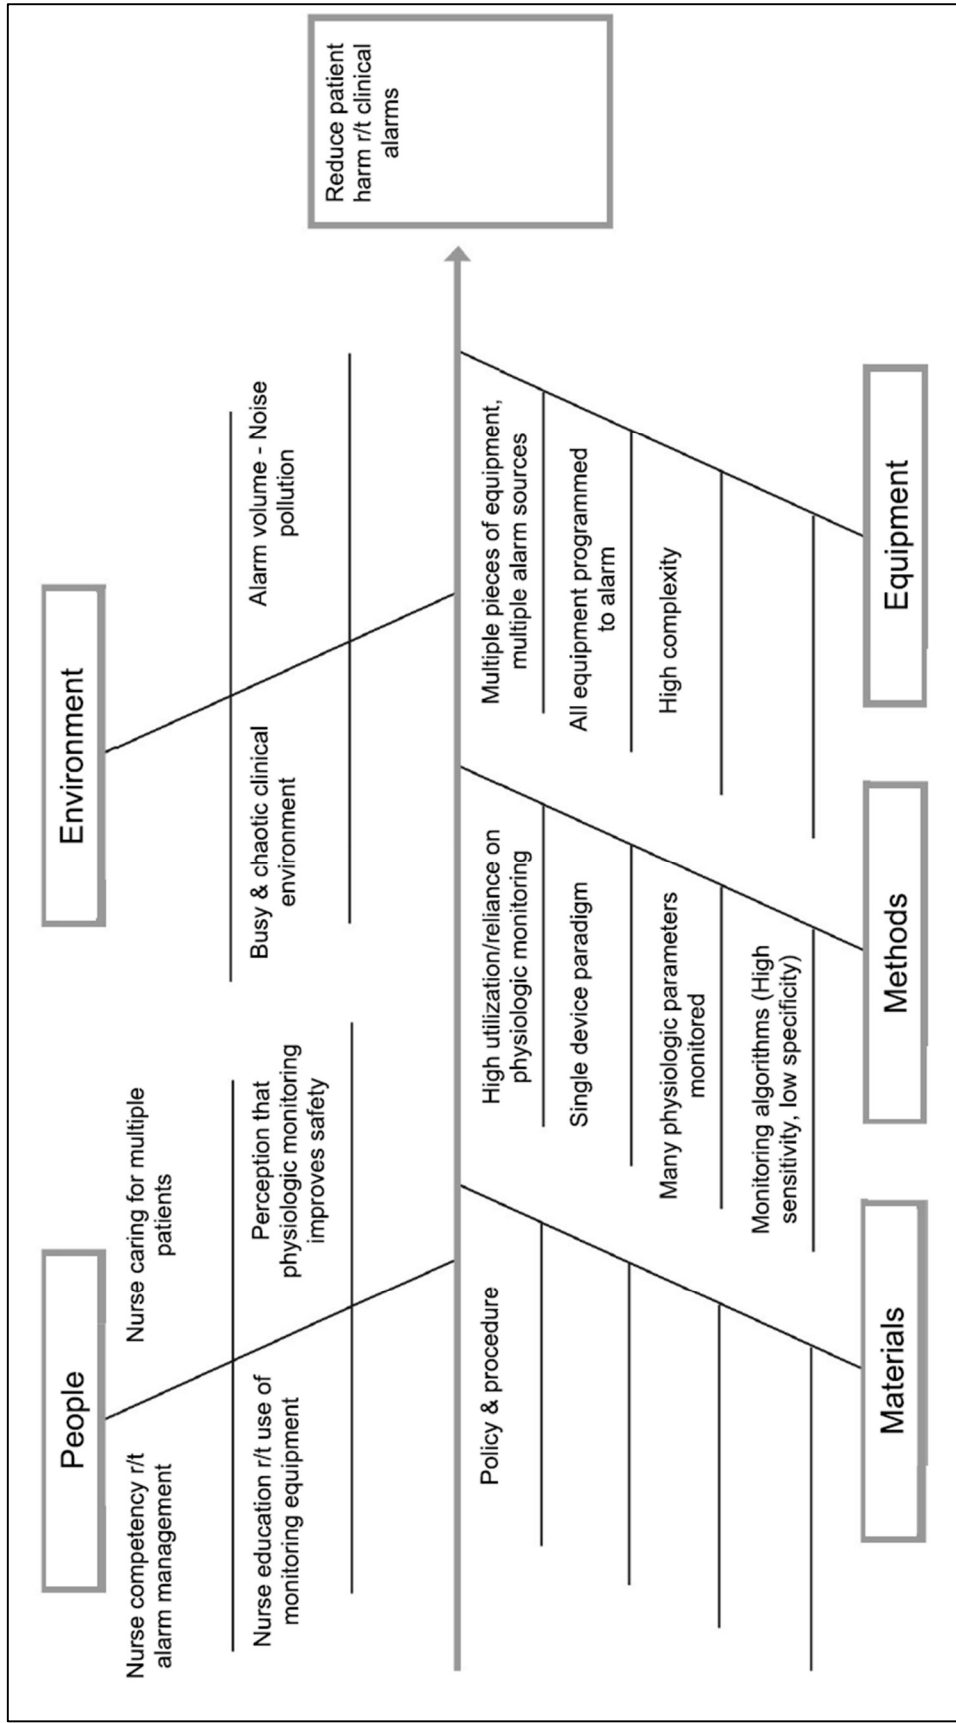 People
Nurse competency r/t
alarm management
Nurse caring for multiple
patients
Nurse education r/t use of
monitoring equipment
Perception that
physiologic monitoring
improves safety
Environment
Busy & chaotic clinical
environment
Alarm volume - Noise
pollution
Reduce patient
harm r/t clinical
alarms
Policy & procedure
Materials
High utilization/reliance on
physiologic monitoring
Single device paradigm
Many physiologic parameters
monitored
Monitoring algorithms (High
sensitivity, low specificity)
Methods
Multiple pieces of equipment,
multiple alarm sources
All equipment programmed
to alarm
High complexity
Equipment